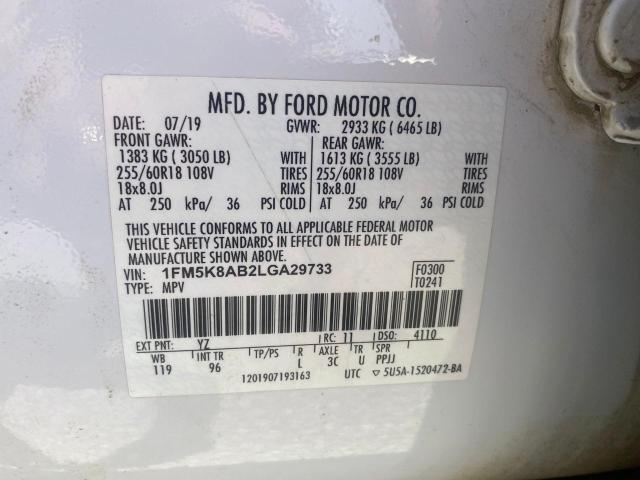 MFD. BY FORD MOTOR CO.
DATE: 07/19 GVWR: 2933 KG ( 6465 LB)
FRONT GAWR: REAR GAWR:
1383 KG ( 3050 LB) WITH 1613 KG ( 3555 LB) WITH
255/60R18 108V TIRES 255/60R18 108V TIRES
18x8.0J RIMS 18x8.0J RIMS
AT 250 kPa/ 36 PSI COLD AT 250 kPa/ 36 PSI COLD
THIS VEHICLE CONFORMS TO ALL APPLICABLE FEDERAL MOTOR
VEHICLE SAFETY STANDARDS IN EFFECT ON THE DATE OF
MANUFACTURE SHOWN ABOVE.
VIN: 1FM5K8AB2LGA29733 F0300
TYPE: MPV T0241
EXT PNT: YZ RC: 11 DSO: 4110
WB INT TR TP/PS R AXLE TR SPR
119 96 L 3C U PPJJ
1201907193163 UTC ▽ 5U5A-1520472-BA